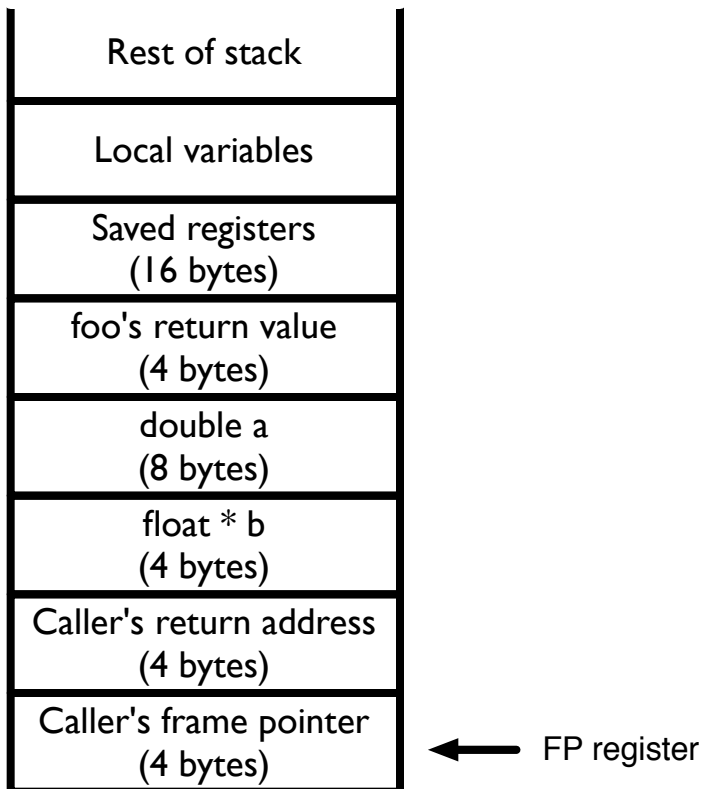 Rest of stack
Local variables
Saved registers
(16 bytes)
foo's return value
(4 bytes)
double a
(8 bytes)
float * b
(4 bytes)
Caller's return address
(4 bytes)
Caller's frame pointer
(4 bytes)
FP register